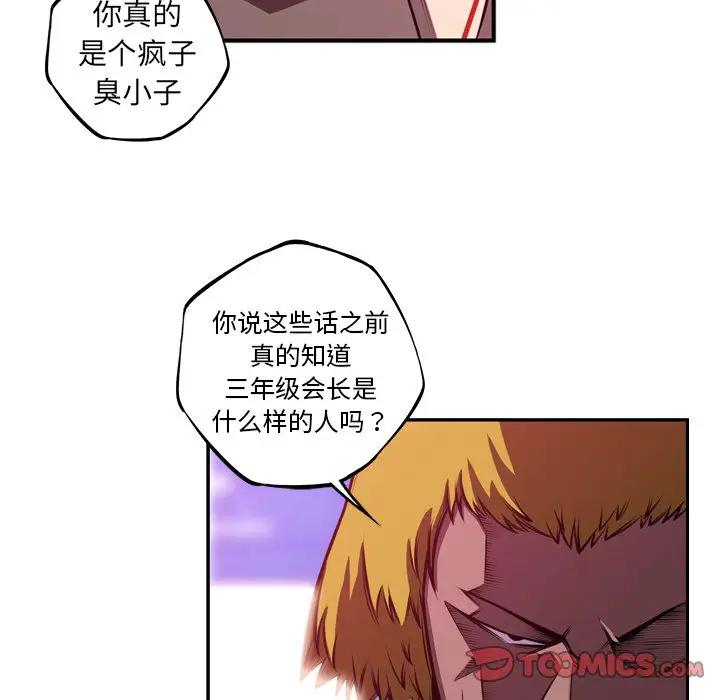 你真的
是个疯子
臭小子
你说这些话之前
真的知道
三年级会长是
什么样的人吗？
TOOMICS.COM